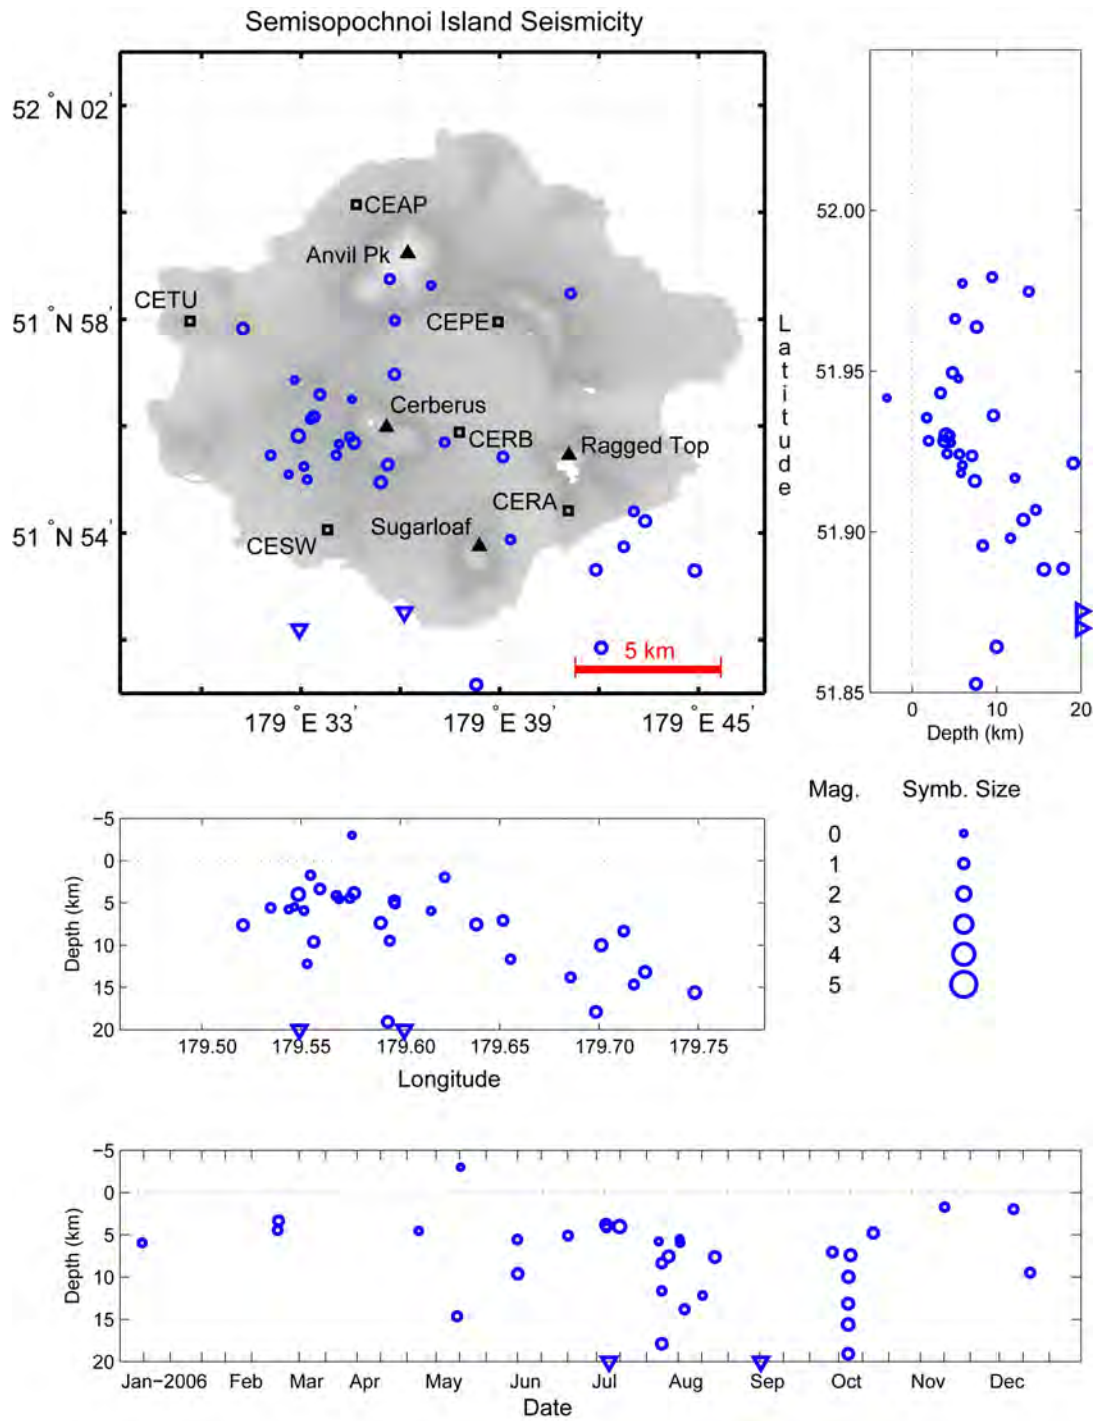 Semisopochnoi Island Seismicity
52 °N 02'
51 °N 58'
51 °N 54'
CEAP
Anvil Pk
CETU
CEPE
Cerberus
CERB
Ragged Top
CERA
CESW
Sugarloaf
5 km
179 °E 33'
179 °E 39'
179 °E 45'
Latitude
52.00
51.95
51.90
51.85
0
10
20
Depth (km)
Mag.
Symb. Size
0
1
2
3
4
5
−5
0
5
10
15
20
Depth (km)
179.50
179.55
179.60
179.65
179.70
179.75
Longitude
−5
0
5
10
15
20
Depth (km)
Jan−2006
Feb
Mar
Apr
May
Jun
Jul
Aug
Sep
Oct
Nov
Dec
Date